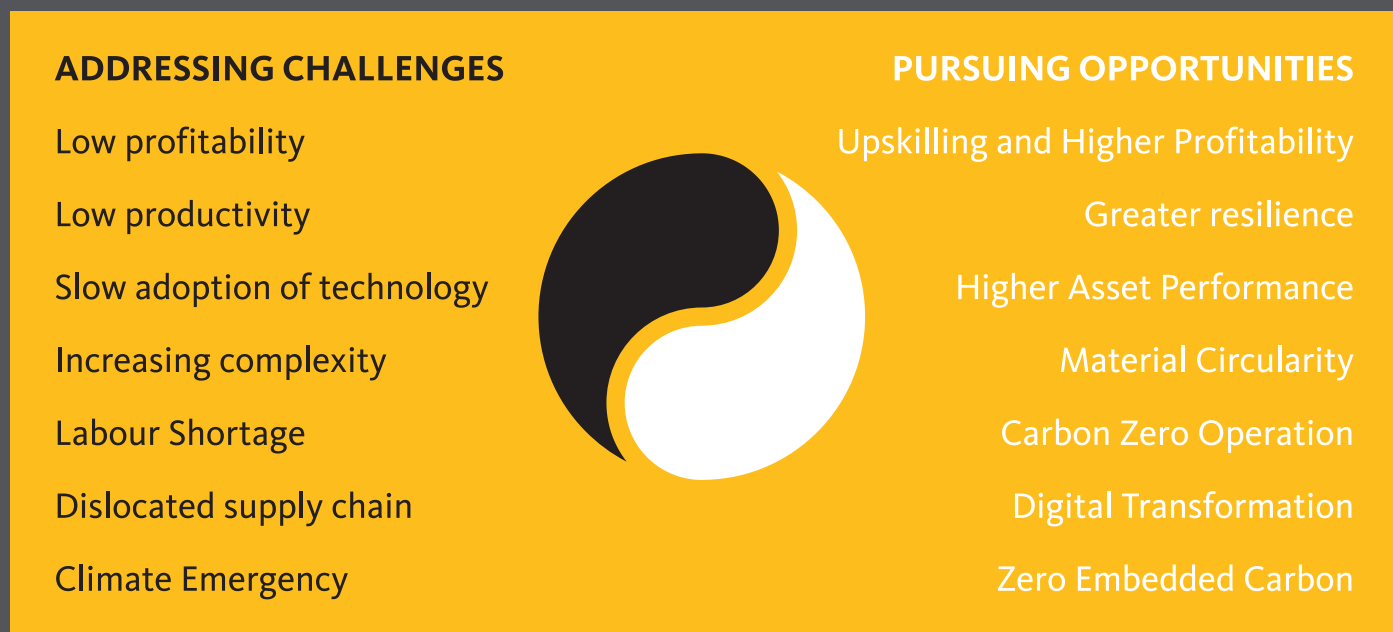 ADDRESSING CHALLENGES
Low profitability
Low productivity
Slow adoption of technology
Increasing complexity
Labour Shortage
Dislocated supply chain
Climate Emergency
PURSUING OPPORTUNITIES
Upskilling and Higher Profitability
Greater resilience
Higher Asset Performance
Material Circularity
Carbon Zero Operation
Digital Transformation
Zero Embedded Carbon